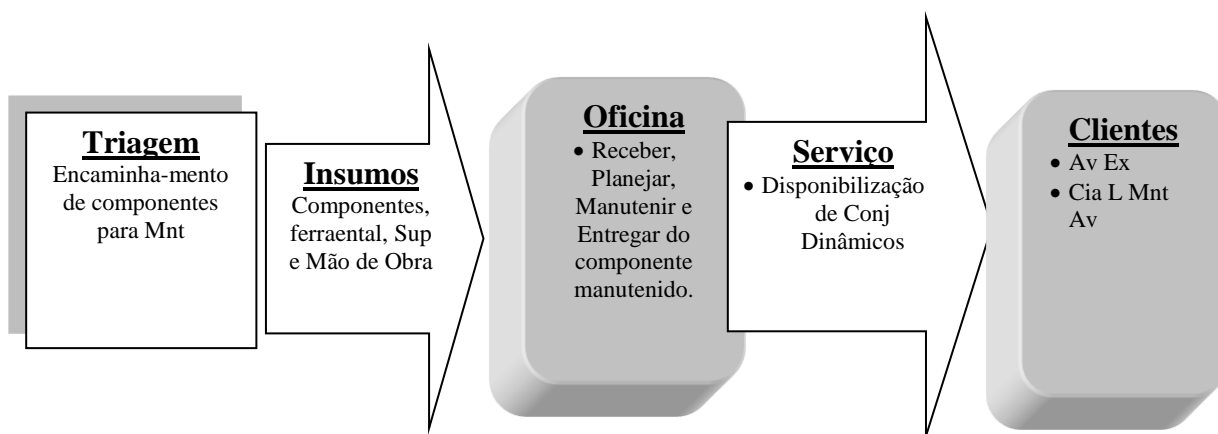 Triagem
Encaminha-mento
de componentes
para Mnt
Insumos
Componentes,
ferraental, Sup
e Mão de Obra
Oficina
• Receber,
Planejar,
Manutenir e
Entregar do
componente
manutenido.
Serviço
• Disponibilização
de Conj
Dinâmicos
Clientes
• Av Ex
• Cia L Mnt
Av